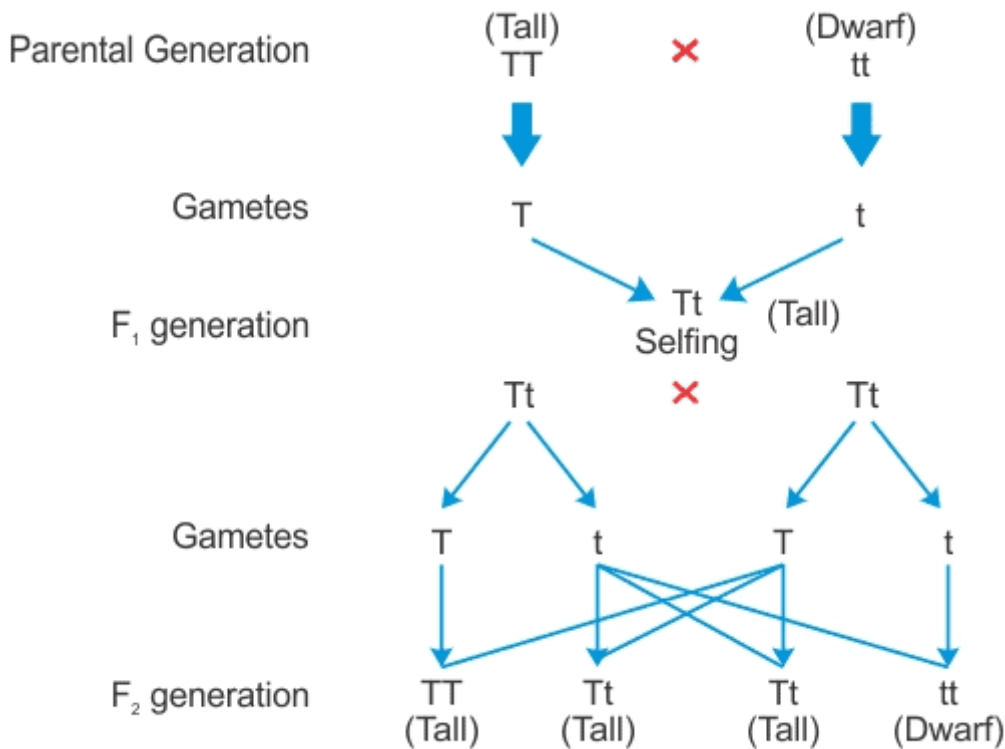 (Tall) (Dwarf)
Parental Generation TT × tt
Gametes T t
Tt (Tall)
F₁ generation Selfing
Tt × Tt
Gametes T t T t
F₂ generation TT Tt Tt tt
(Tall) (Tall) (Tall) (Dwarf)